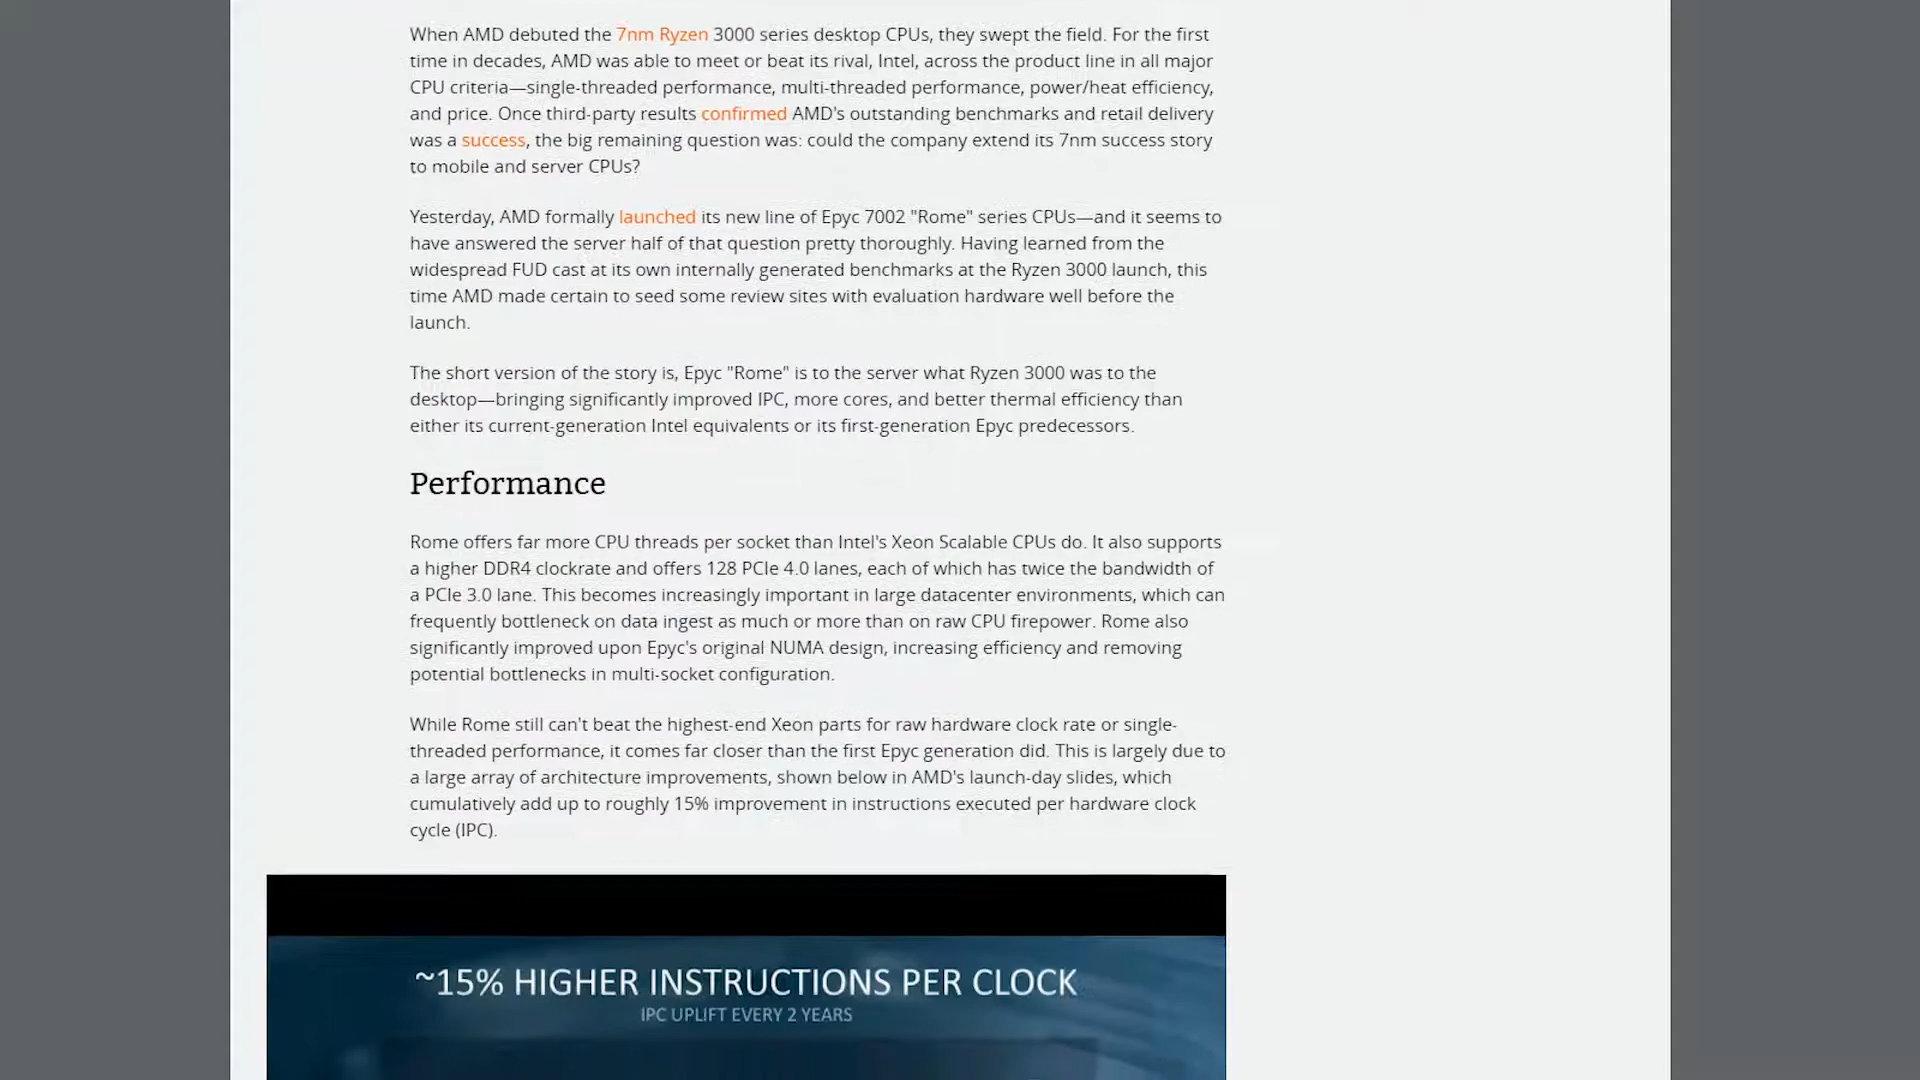 When AMD debuted the 7nm Ryzen 3000 series desktop CPUs, they swept the field. For the first
time in decades, AMD was able to meet or beat its rival, Intel, across the product line in all major
CPU criteria—single-threaded performance, multi-threaded performance, power/heat efficiency,
and price. Once third-party results confirmed AMD's outstanding benchmarks and retail delivery
was a success, the big remaining question was: could the company extend its 7nm success story
to mobile and server CPUs?
Yesterday, AMD formally launched its new line of Epyc 7002 "Rome" series CPUs—and it seems to
have answered the server half of that question pretty thoroughly. Having learned from the
widespread FUD cast at its own internally generated benchmarks at the Ryzen 3000 launch, this
time AMD made certain to seed some review sites with evaluation hardware well before the
launch.
The short version of the story is, Epyc "Rome" is to the server what Ryzen 3000 was to the
desktop—bringing significantly improved IPC, more cores, and better thermal efficiency than
either its current-generation Intel equivalents or its first-generation Epyc predecessors.
Performance
Rome offers far more CPU threads per socket than Intel's Xeon Scalable CPUs do. It also supports
a higher DDR4 clockrate and offers 128 PCIe 4.0 lanes, each of which has twice the bandwidth of
a PCIe 3.0 lane. This becomes increasingly important in large datacenter environments, which can
frequently bottleneck on data ingest as much or more than on raw CPU firepower. Rome also
significantly improved upon Epyc's original NUMA design, increasing efficiency and removing
potential bottlenecks in multi-socket configuration.
While Rome still can't beat the highest-end Xeon parts for raw hardware clock rate or single-
threaded performance, it comes far closer than the first Epyc generation did. This is largely due to
a large array of architecture improvements, shown below in AMD's launch-day slides, which
cumulatively add up to roughly 15% improvement in instructions executed per hardware clock
cycle (IPC).
~15% HIGHER INSTRUCTIONS PER CLOCK
IPC UPLIFT EVERY 2 YEARS